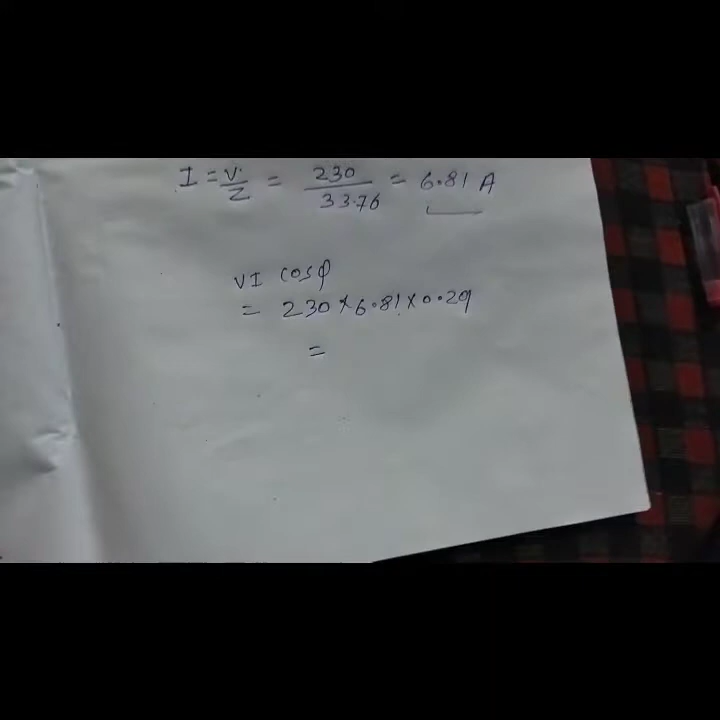 I = V/Z = 230/33.76 = 6.81 A
VI cosφ
= 230 × 6.81 × 0.29
=